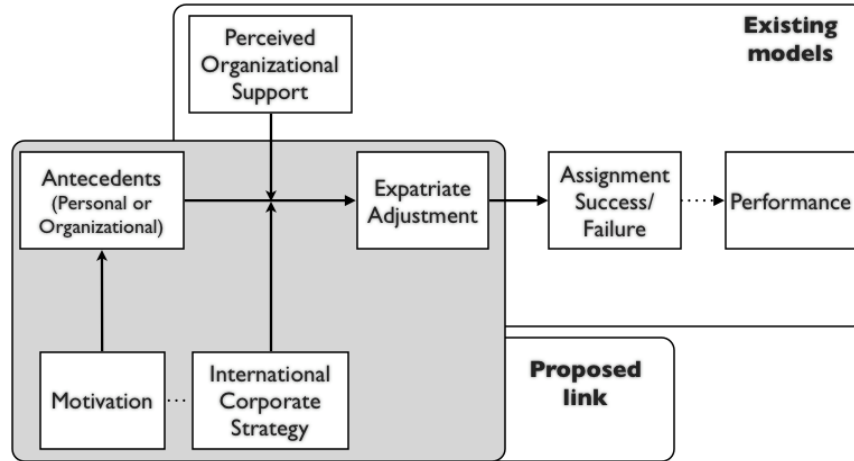 Existing
models
Perceived
Organizational
Support
Antecedents
(Personal or
Organizational)
Expatriate
Adjustment
Assignment
Success/
Failure
Performance
Motivation
International
Corporate
Strategy
Proposed
link